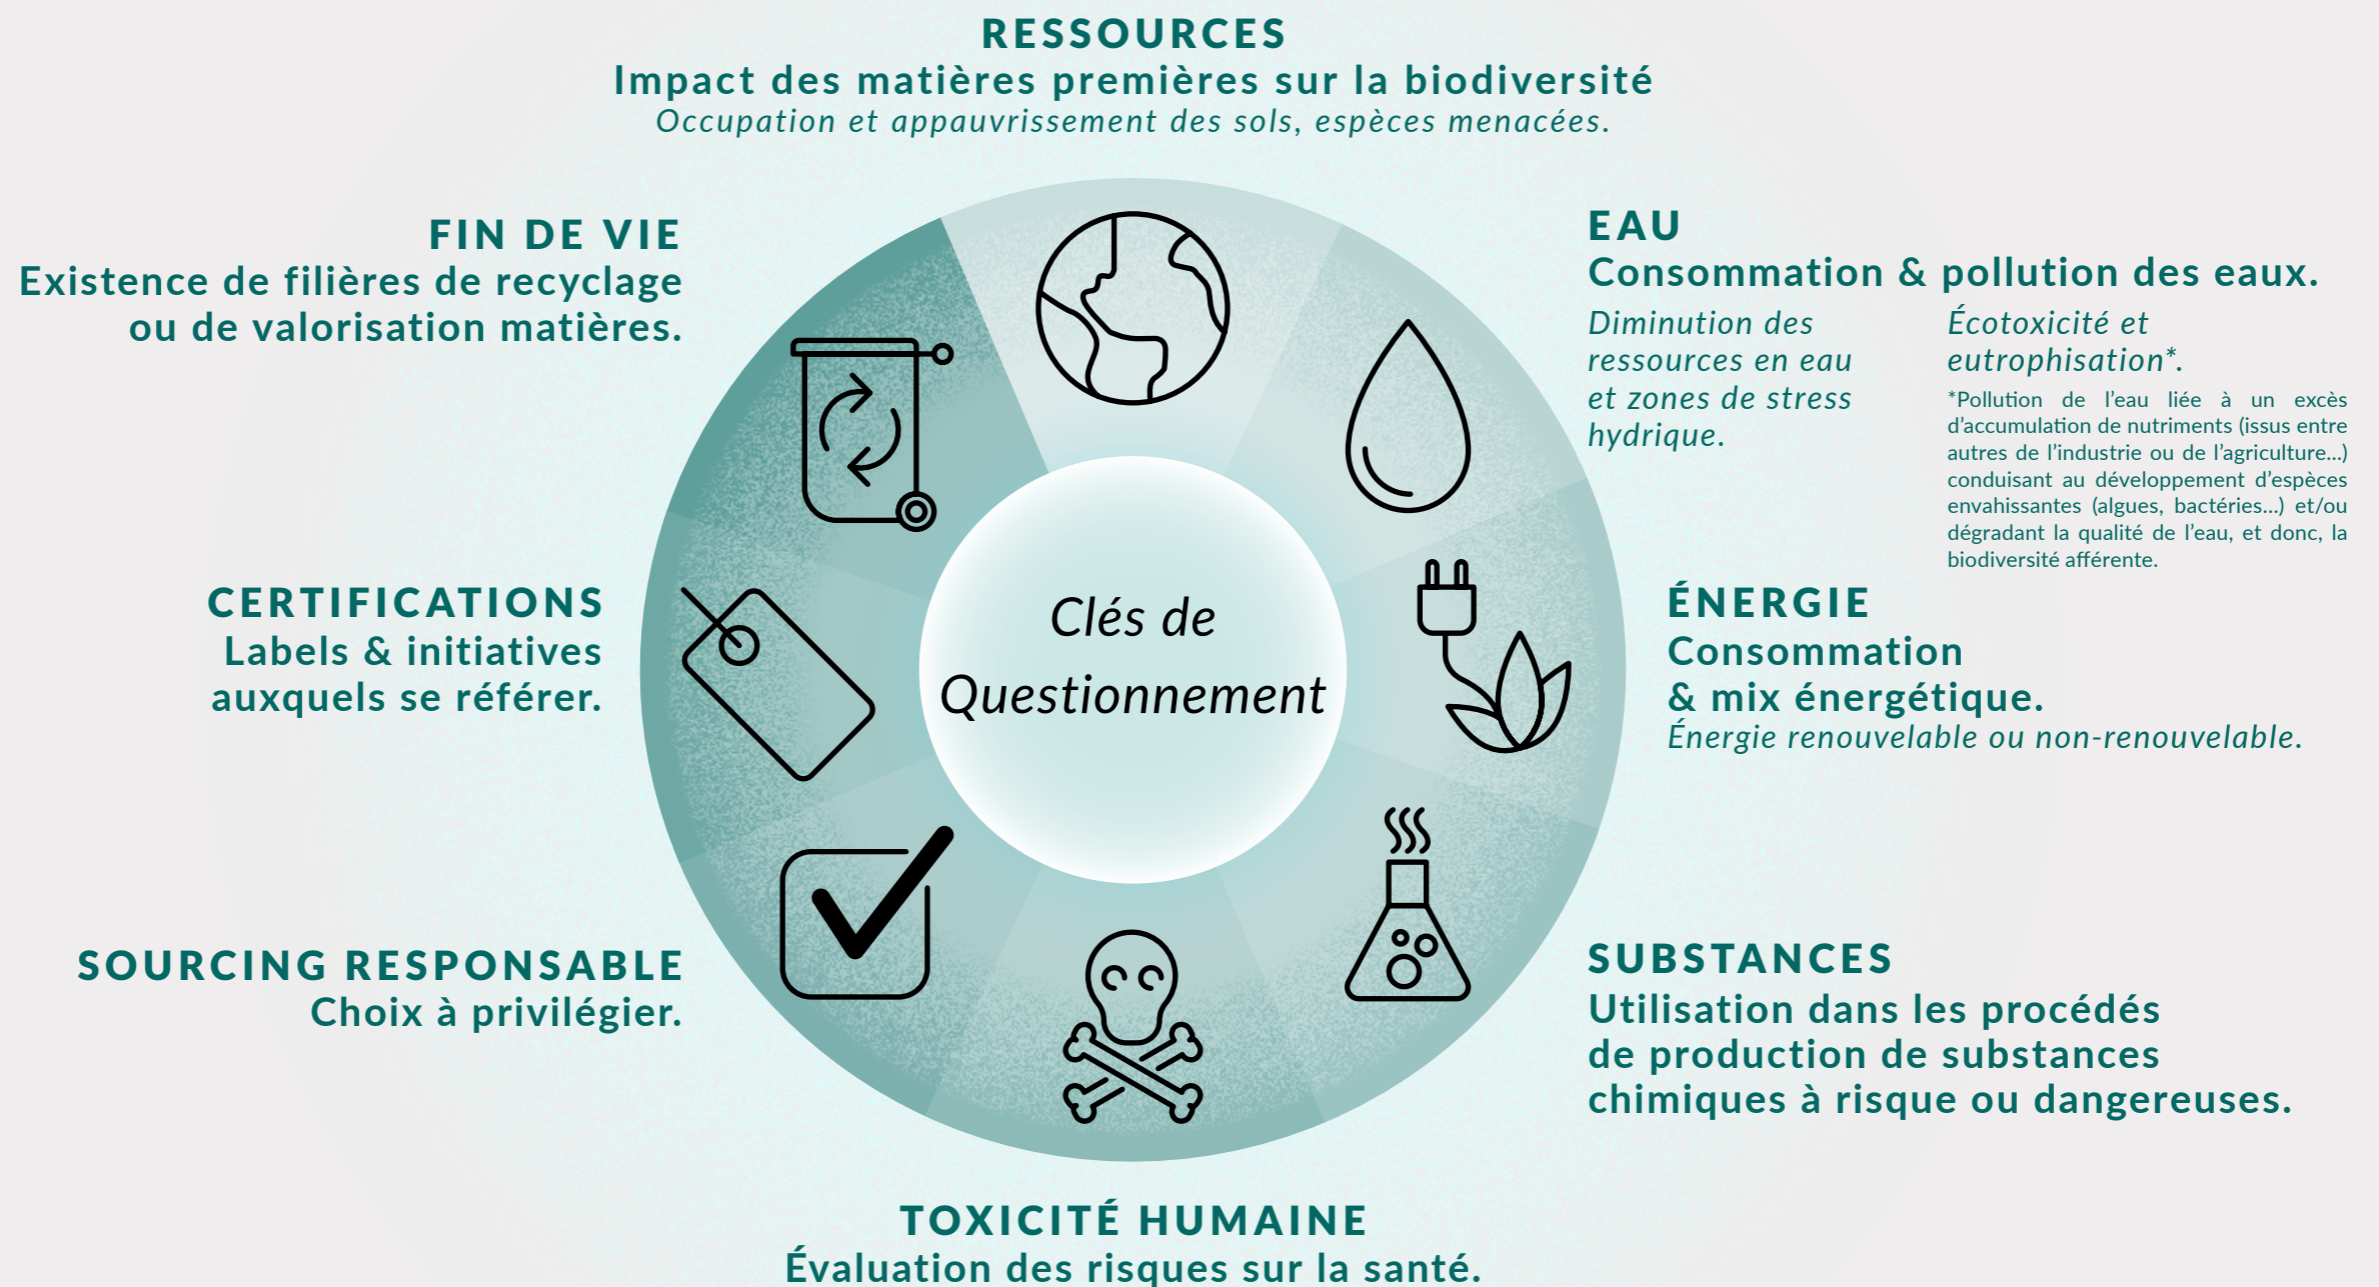 RESSOURCES
Impact des matières premières sur la biodiversité
Occupation et appauvrissement des sols, espèces menacées.
EAU
Consommation & pollution des eaux.
Diminution des
ressources en eau
et zones de stress
hydrique.
Écotoxicité et
eutrophisation*.
*Pollution de l’eau liée à un excès
d’accumulation de nutriments (issus entre
autres de l’industrie ou de l’agriculture...)
conduisant au développement d’espèces
envahissantes (algues, bactéries...) et/ou
dégradant la qualité de l’eau, et donc, la
biodiversité afférente.
ÉNERGIE
Consommation
& mix énergétique.
Énergie renouvelable ou non-renouvelable.
SUBSTANCES
Utilisation dans les procédés
de production de substances
chimiques à risque ou dangereuses.
TOXICITÉ HUMAINE
Évaluation des risques sur la santé.
SOURCING RESPONSABLE
Choix à privilégier.
CERTIFICATIONS
Labels & initiatives
auxquels se référer.
FIN DE VIE
Existence de filières de recyclage
ou de valorisation matières.
Clés de
Questionnement